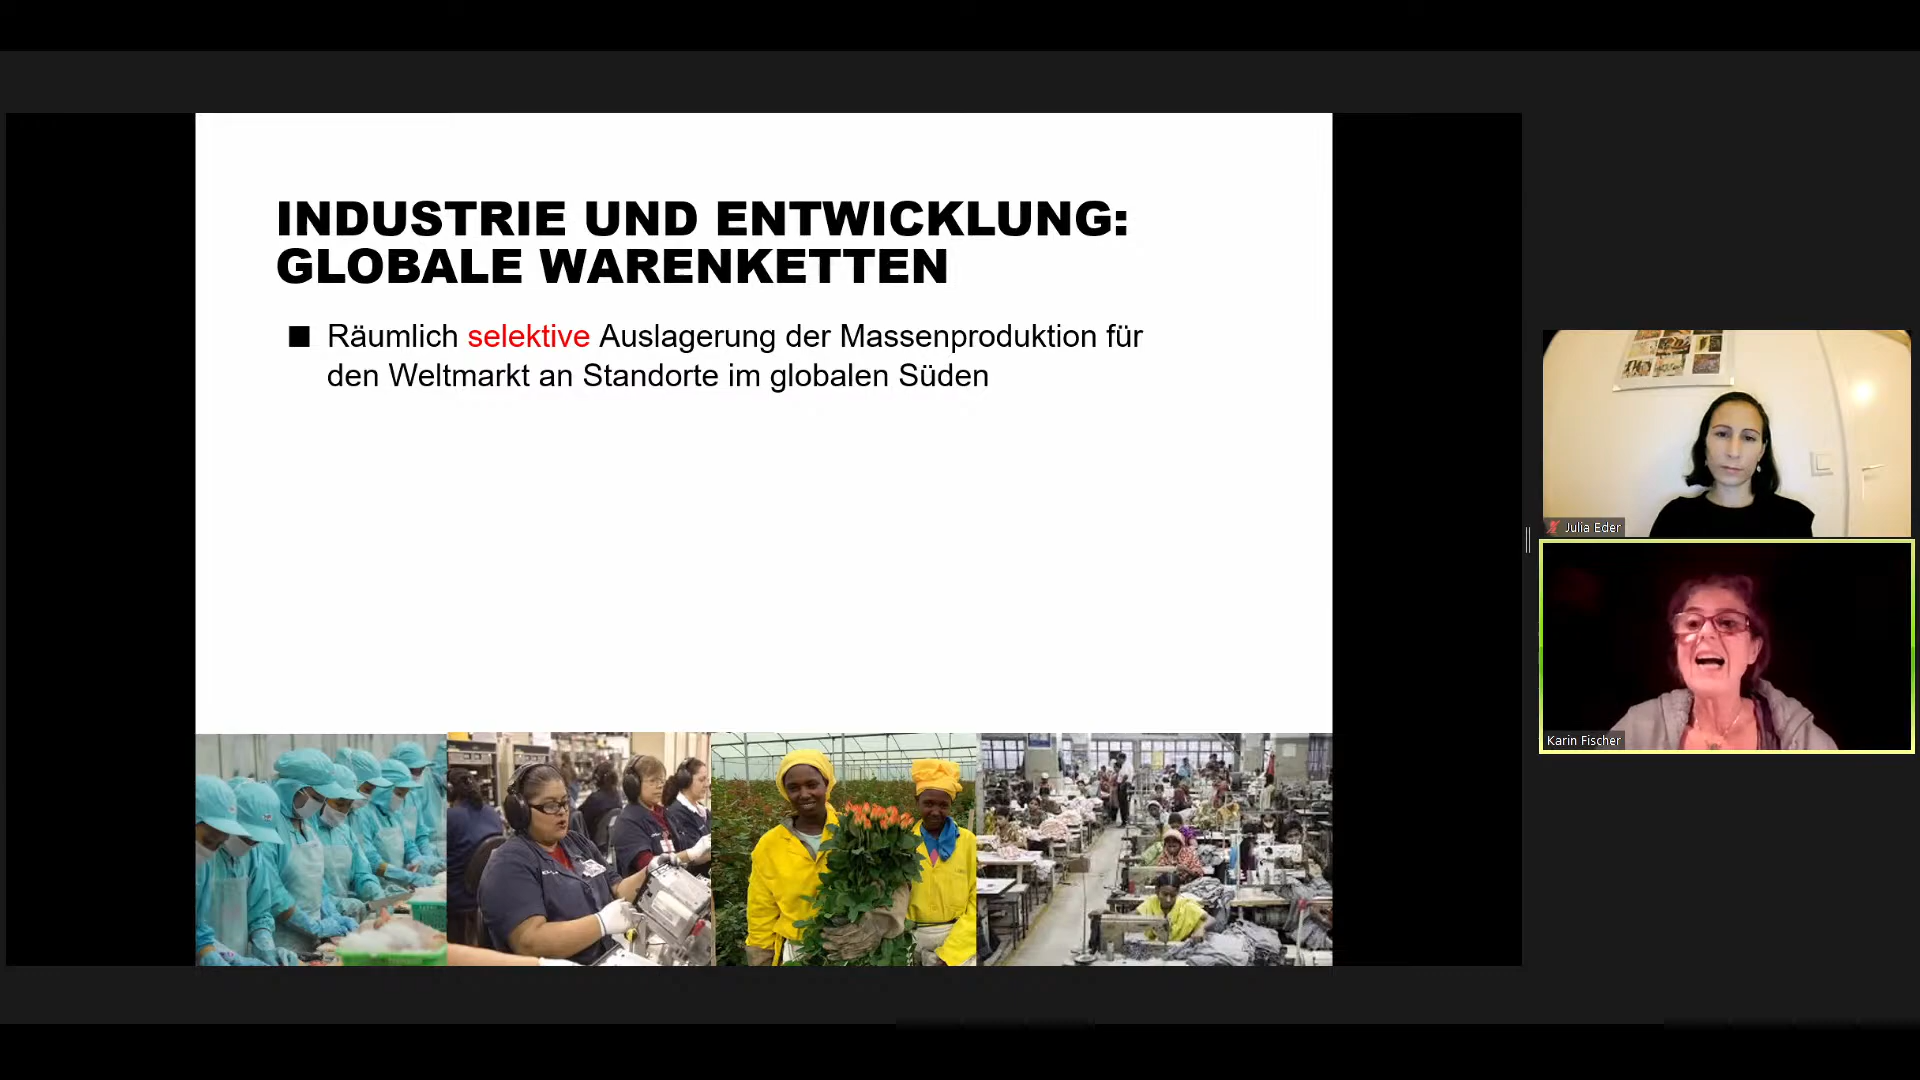 INDUSTRIE UND ENTWICKLUNG:
GLOBALE WARENKETTEN
Räumlich selektive Auslagerung der Massenproduktion für
den Weltmarkt an Standorte im globalen Süden
Julia Eder
Karin Fischer